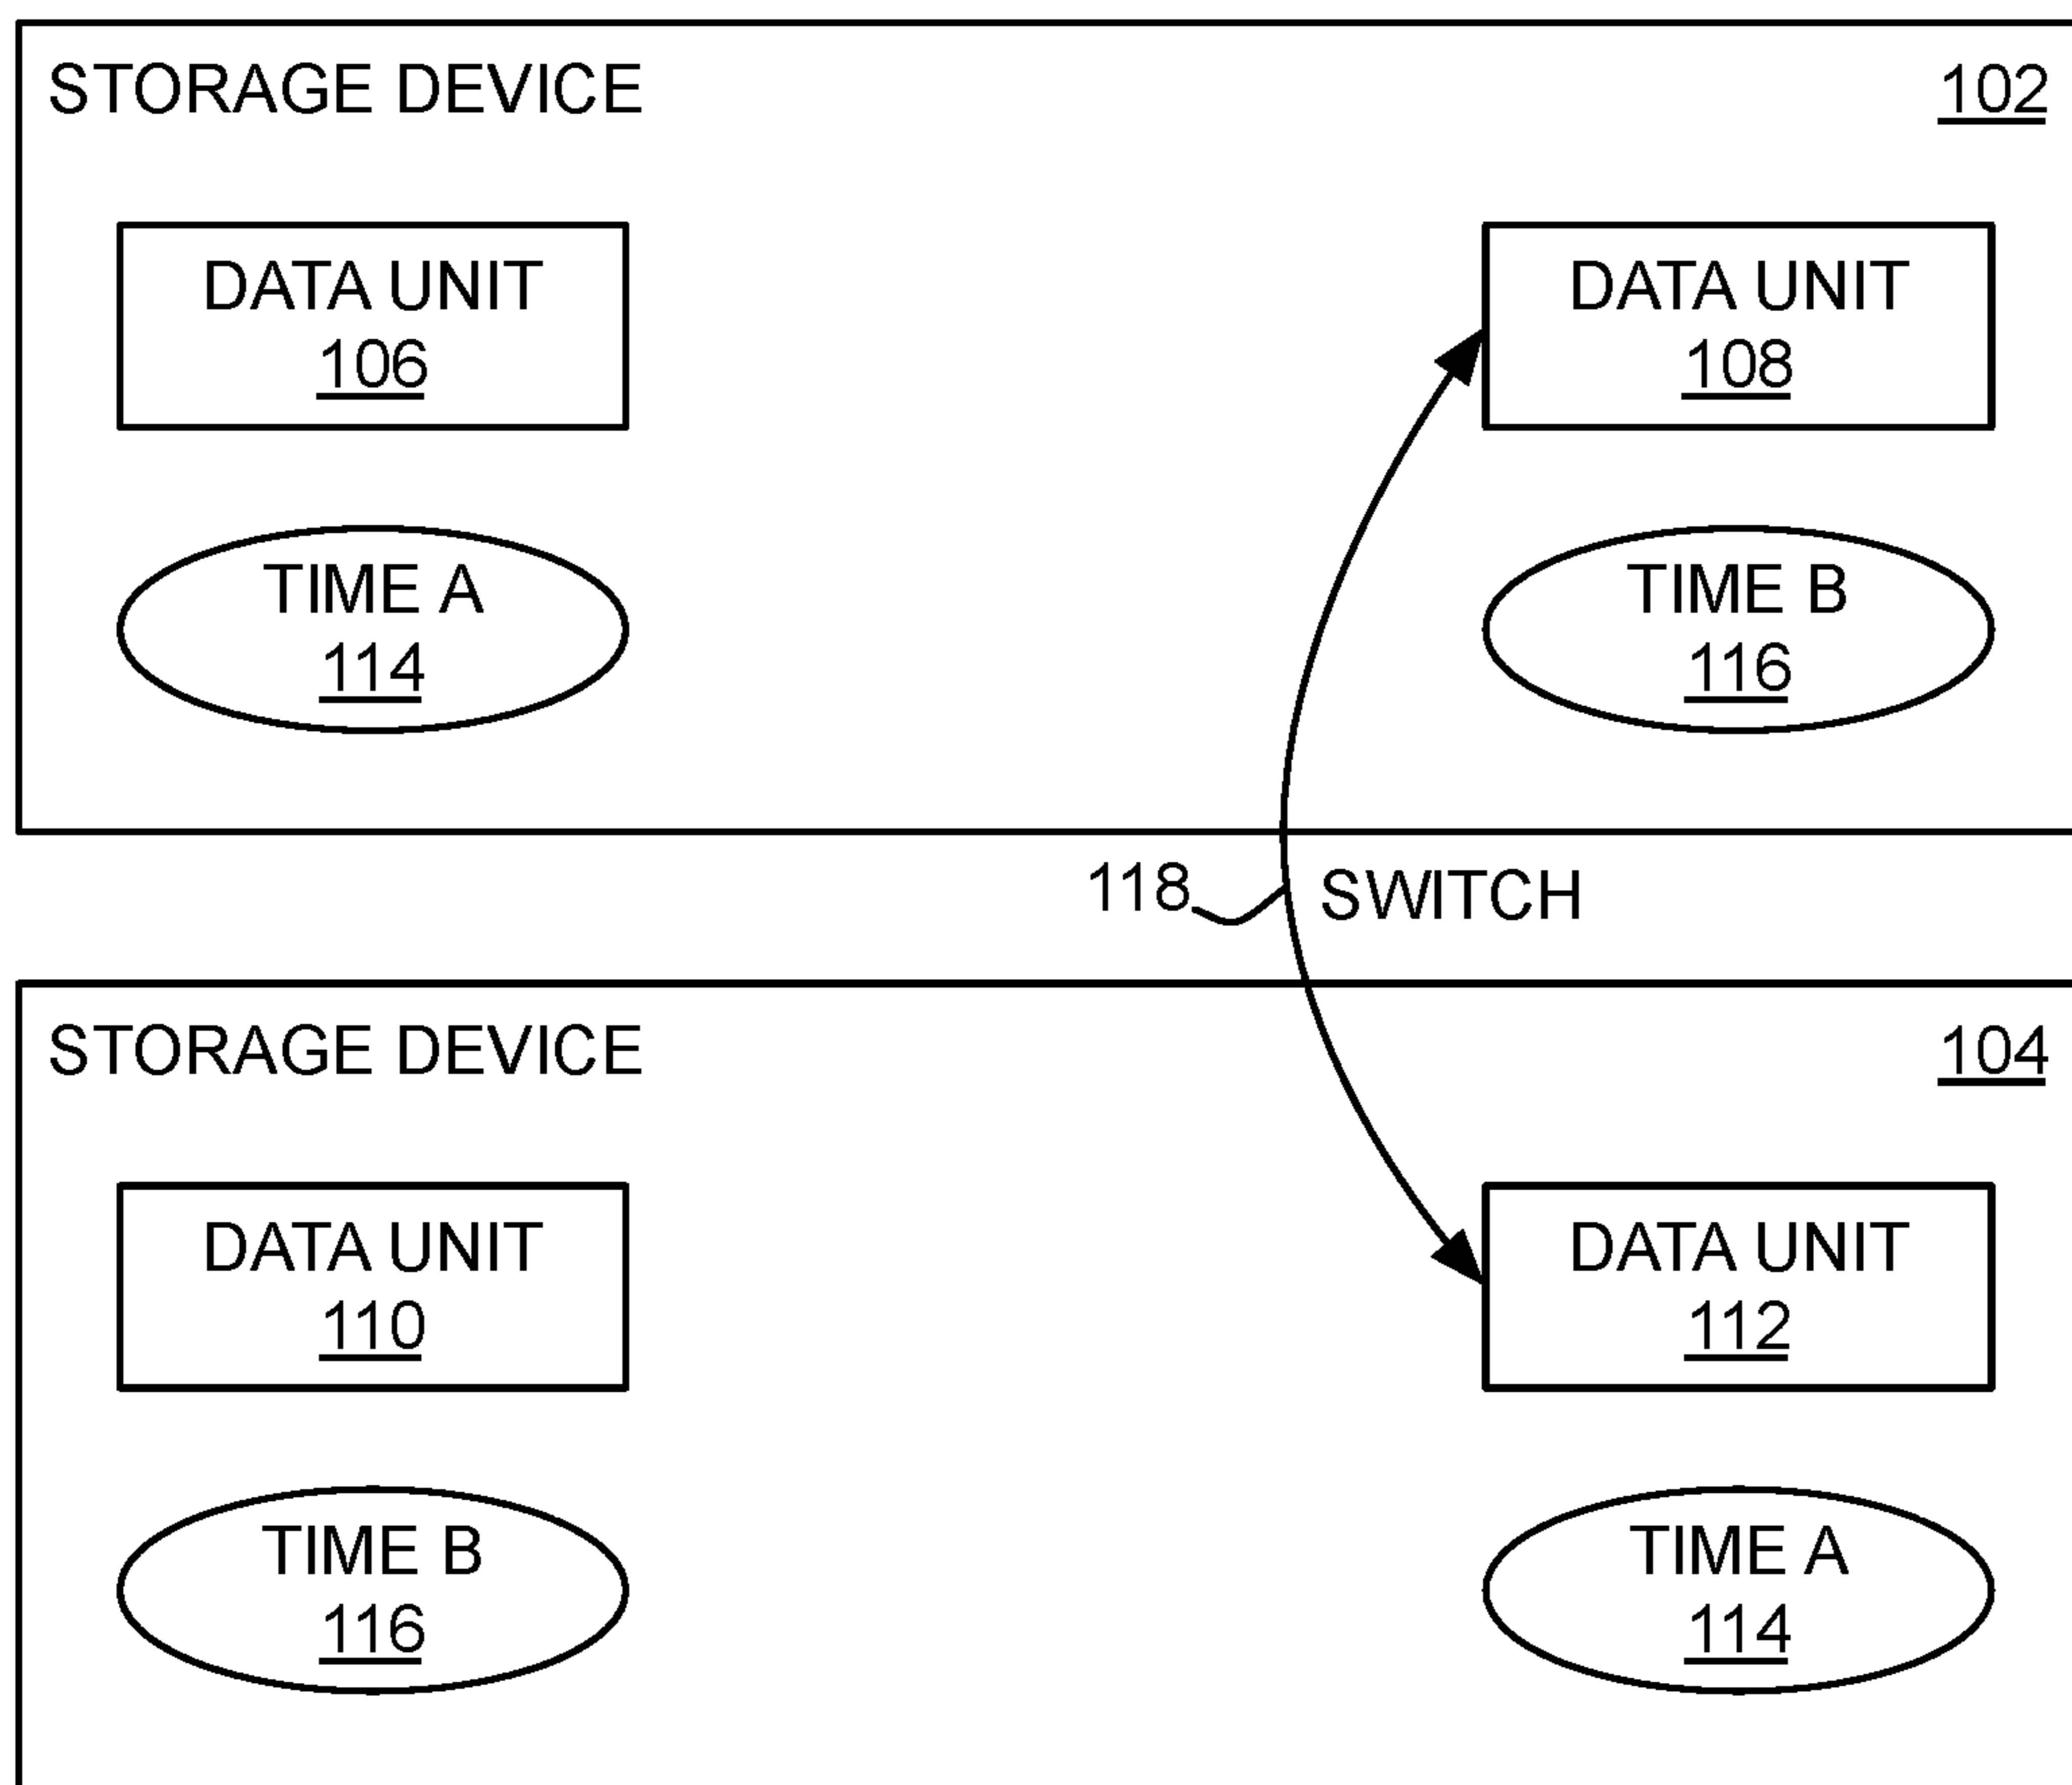 STORAGE DEVICE 102
DATA UNIT
106
DATA UNIT
108
TIME A
114
TIME B
116
118 SWITCH
STORAGE DEVICE 104
DATA UNIT
110
DATA UNIT
112
TIME B
116
TIME A
114